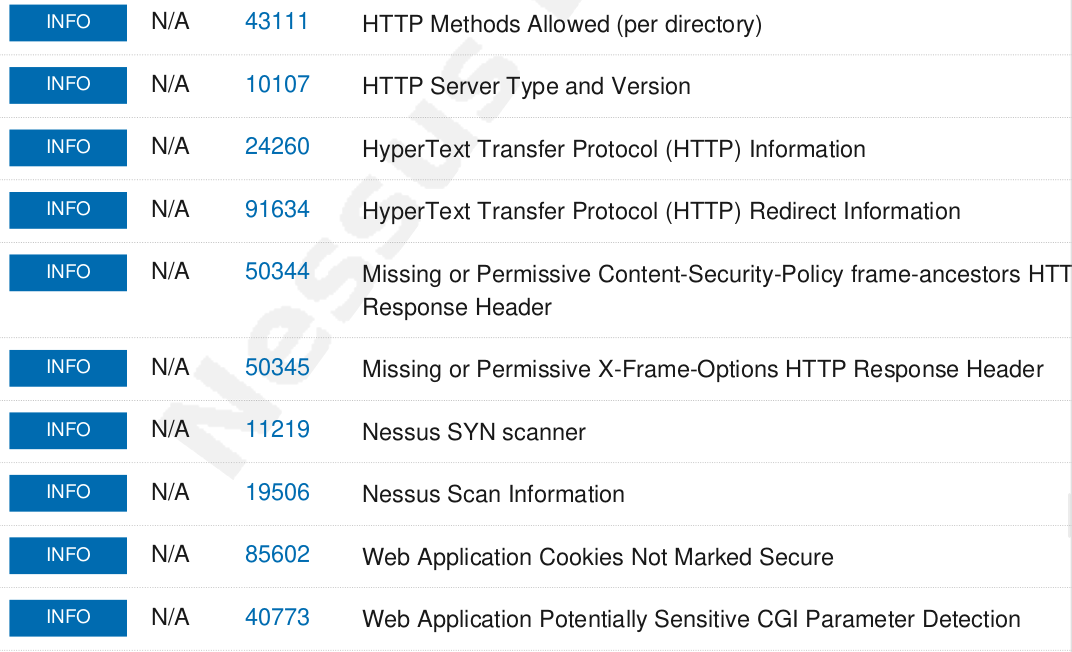 INFO N/A 43111 HTTP Methods Allowed (per directory)
INFO N/A 10107 HTTP Server Type and Version
INFO N/A 24260 HyperText Transfer Protocol (HTTP) Information
INFO N/A 91634 HyperText Transfer Protocol (HTTP) Redirect Information
INFO N/A 50344 Missing or Permissive Content-Security-Policy frame-ancestors HTT
Response Header
INFO N/A 50345 Missing or Permissive X-Frame-Options HTTP Response Header
INFO N/A 11219 Nessus SYN scanner
INFO N/A 19506 Nessus Scan Information
INFO N/A 85602 Web Application Cookies Not Marked Secure
INFO N/A 40773 Web Application Potentially Sensitive CGI Parameter Detection
Nessus